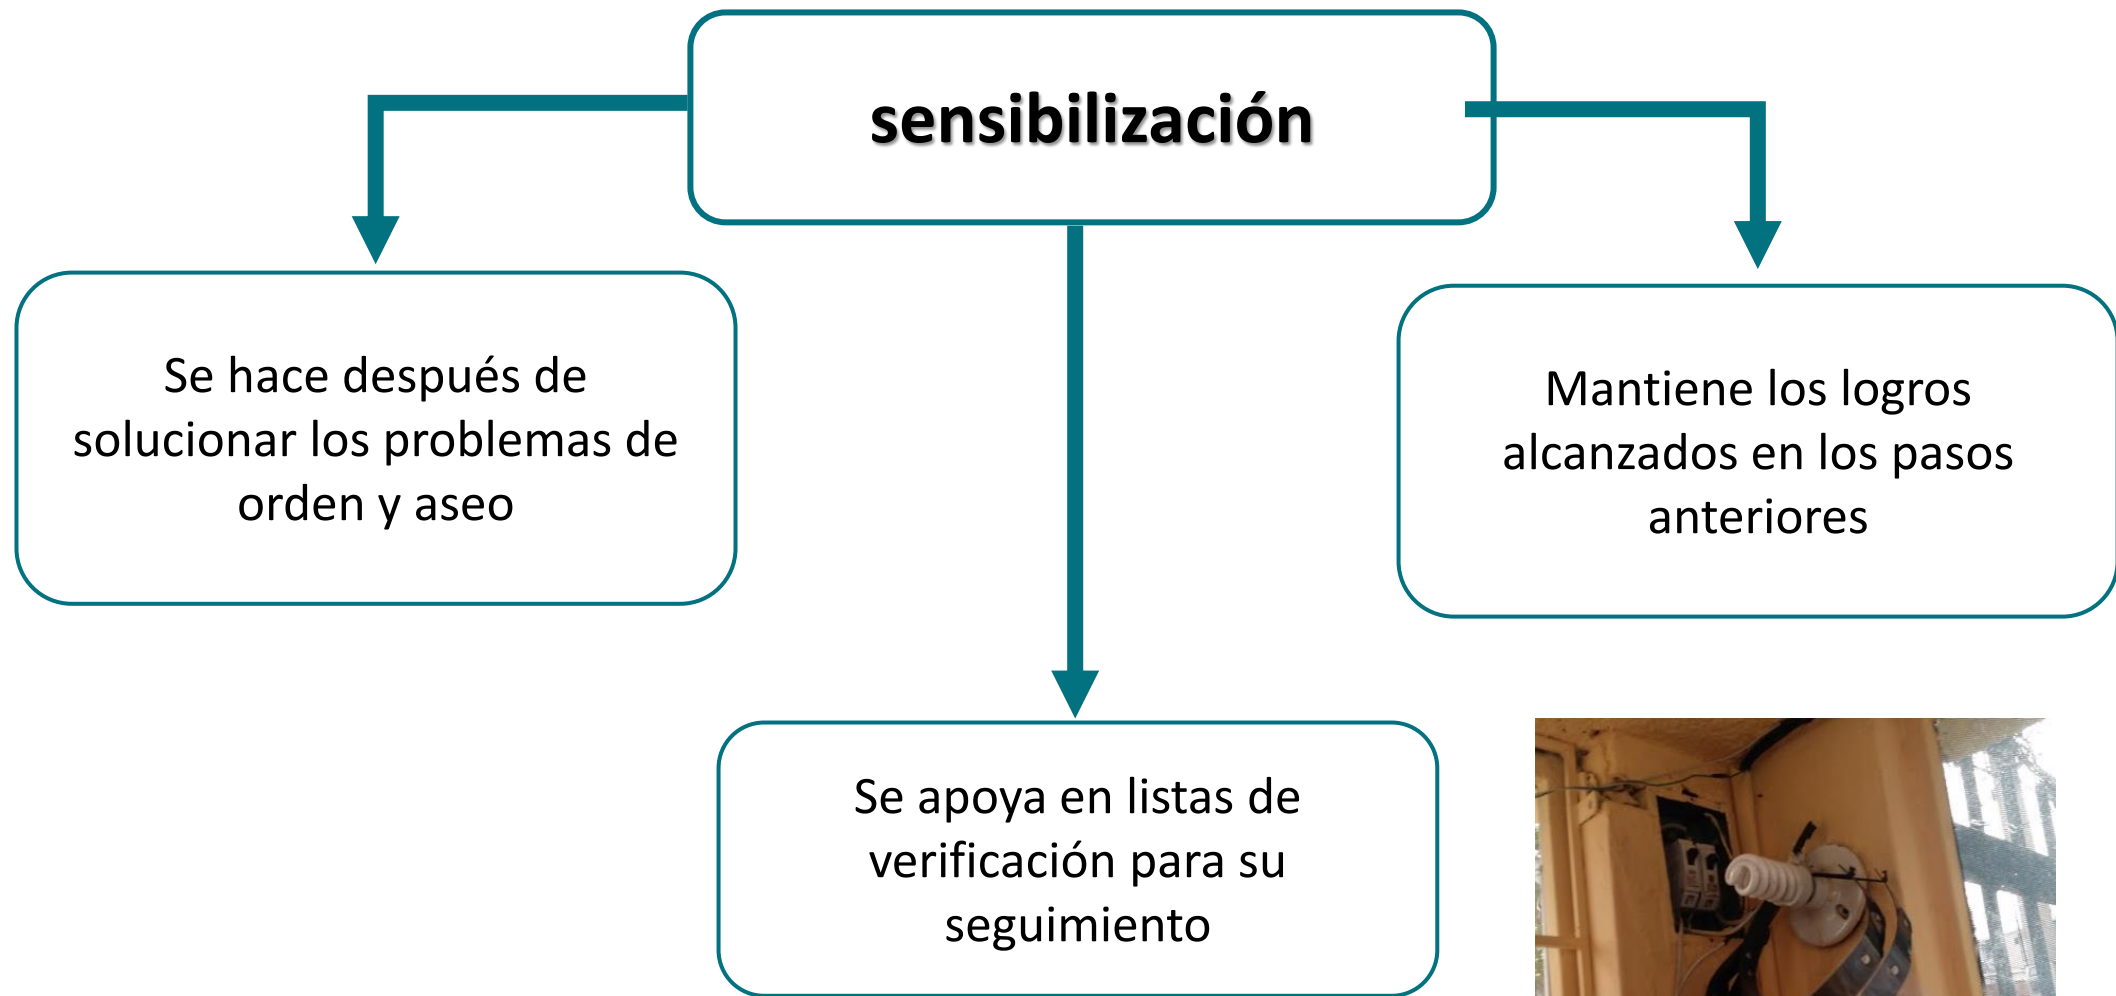 sensibilización
Se hace después de
solucionar los problemas de
orden y aseo
Mantiene los logros
alcanzados en los pasos
anteriores
Se apoya en listas de
verificación para su
seguimiento